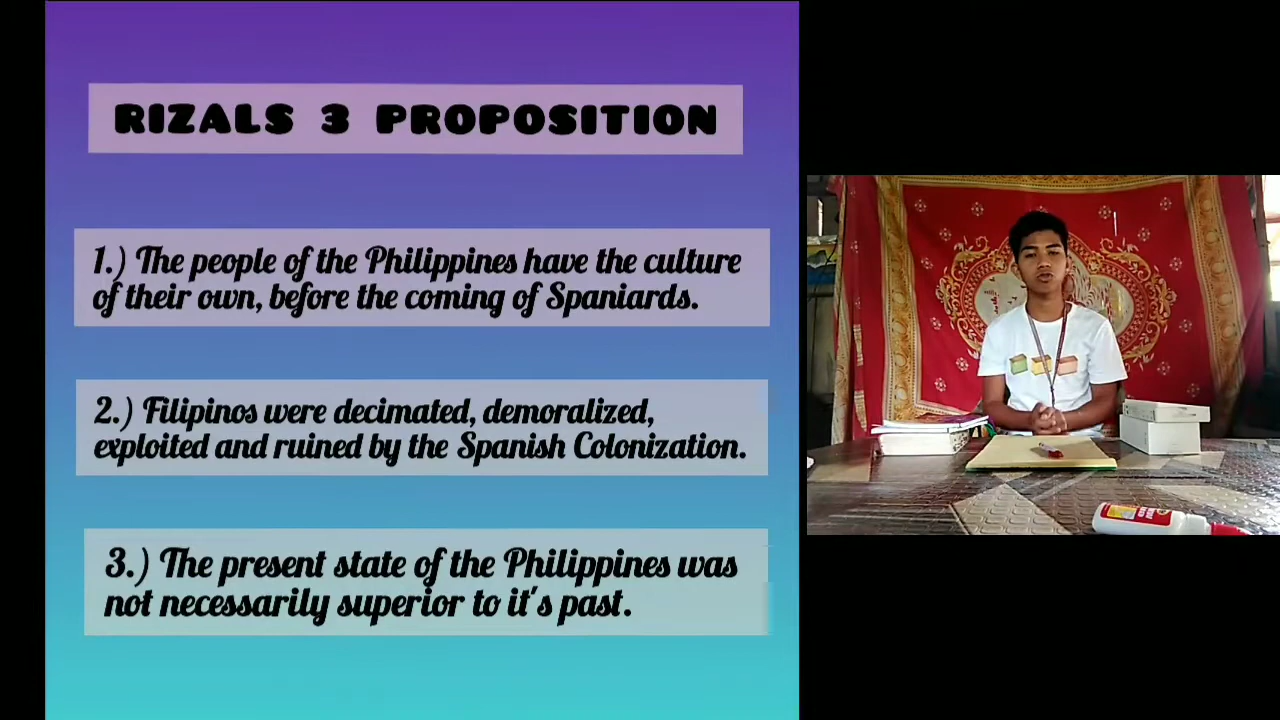 RIZALS 3 PROPOSITION
1.) The people of the Philippines have the culture
of their own, before the coming of Spaniards.
2.) Filipinos were decimated, demoralized,
exploited and ruined by the Spanish Colonization.
3.) The present state of the Philippines was
not necessarily superior to it's past.